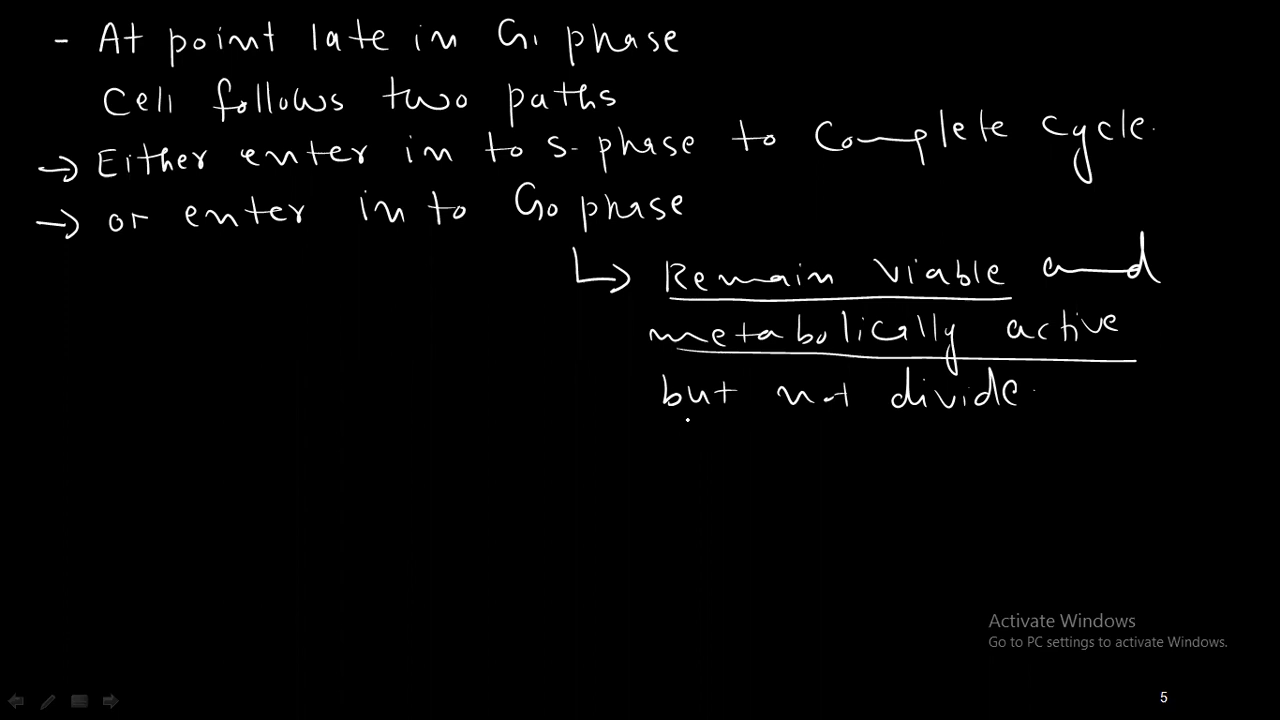 - At point late in G1 phase
Cell follows two paths
→ Either enter in to S-phase to Complete cycle.
→ or enter in to G0 phase
↳ Remain viable and
metabolically active
but not divide.
Activate Windows
Go to PC settings to activate Windows.
5